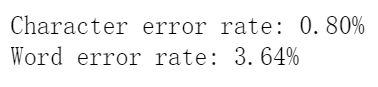 Character error rate: 0.80%
Word error rate: 3.64%